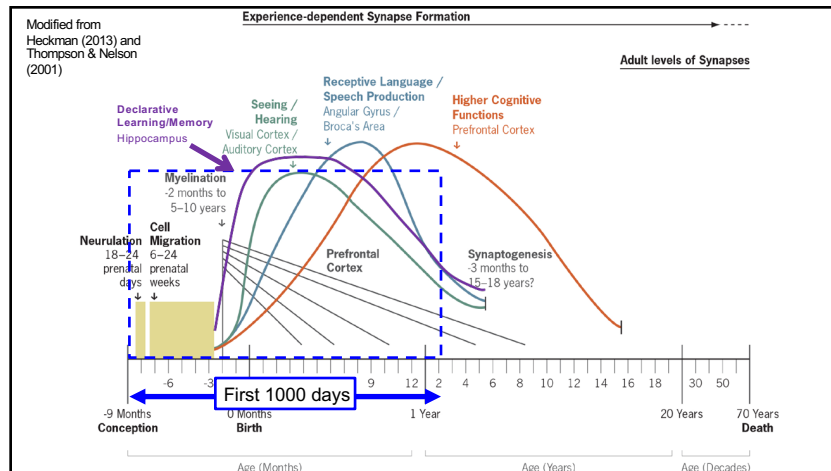 Modified from
Heckman (2013) and
Thompson & Nelson
(2001)
Experience-dependent Synapse Formation
Adult levels of Synapses
Receptive Language /
Speech Production
Angular Gyrus /
Broca's Area
Higher Cognitive
Functions
Prefrontal Cortex
Declarative
Learning/Memory
Hippocampus
Seeing /
Hearing
Visual Cortex /
Auditory Cortex
Myelination
-2 months to
5–10 years
Neurulation
18–24
prenatal
days
Cell
Migration
6–24
prenatal
weeks
Prefrontal
Cortex
Synaptogenesis
-3 months to
15–18 years?
-6 -3 9 12 2 4 6 8 10 12 14 16 18 30 50
First 1000 days
-9 Months
Conception
0 Months
Birth
1 Year
20 Years
70 Years
Death
Age (Months)
Age (Years)
Age (Decades)